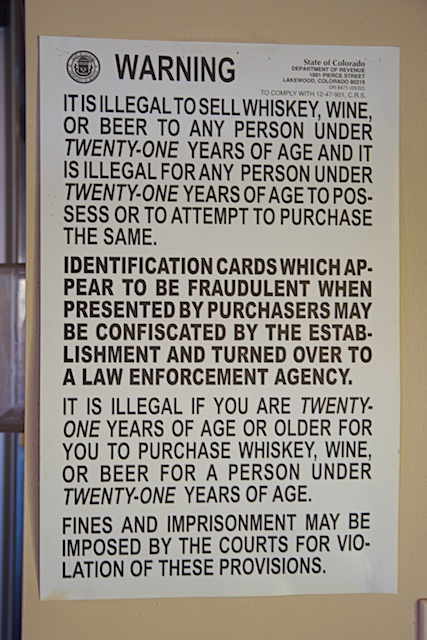 WARNING
State of Colorado
DEPARTMENT OF REVENUE
1881 PIERCE STREET
LAKEWOOD, COLORADO 80215
DR 8471 (05/02)
TO COMPLY WITH 12-47-901, C.R.S.
IT IS ILLEGAL TO SELL WHISKEY, WINE,
OR BEER TO ANY PERSON UNDER
TWENTY-ONE YEARS OF AGE AND IT
IS ILLEGAL FOR ANY PERSON UNDER
TWENTY-ONE YEARS OF AGE TO POS-
SESS OR TO ATTEMPT TO PURCHASE
THE SAME.
IDENTIFICATION CARDS WHICH AP-
PEAR TO BE FRAUDULENT WHEN
PRESENTED BY PURCHASERS MAY
BE CONFISCATED BY THE ESTAB-
LISHMENT AND TURNED OVER TO
A LAW ENFORCEMENT AGENCY.
IT IS ILLEGAL IF YOU ARE TWENTY-
ONE YEARS OF AGE OR OLDER FOR
YOU TO PURCHASE WHISKEY, WINE,
OR BEER FOR A PERSON UNDER
TWENTY-ONE YEARS OF AGE.
FINES AND IMPRISONMENT MAY BE
IMPOSED BY THE COURTS FOR VIO-
LATION OF THESE PROVISIONS.